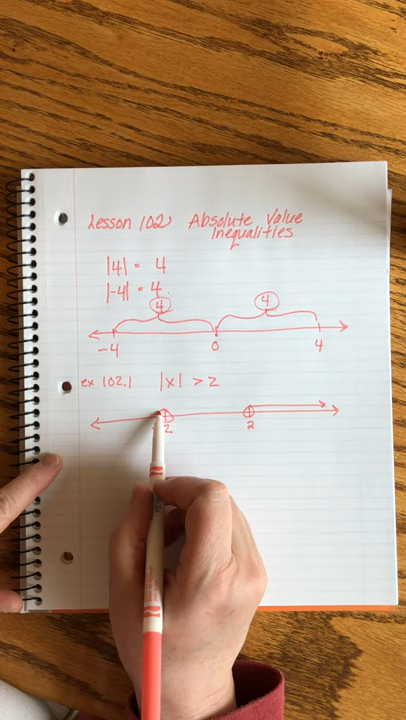 Lesson 102 Absolute Value
Inequalities
|4| = 4
|-4| = 4.
4 4
-4 0 4
ex 102.1 |x| > 2
2 2